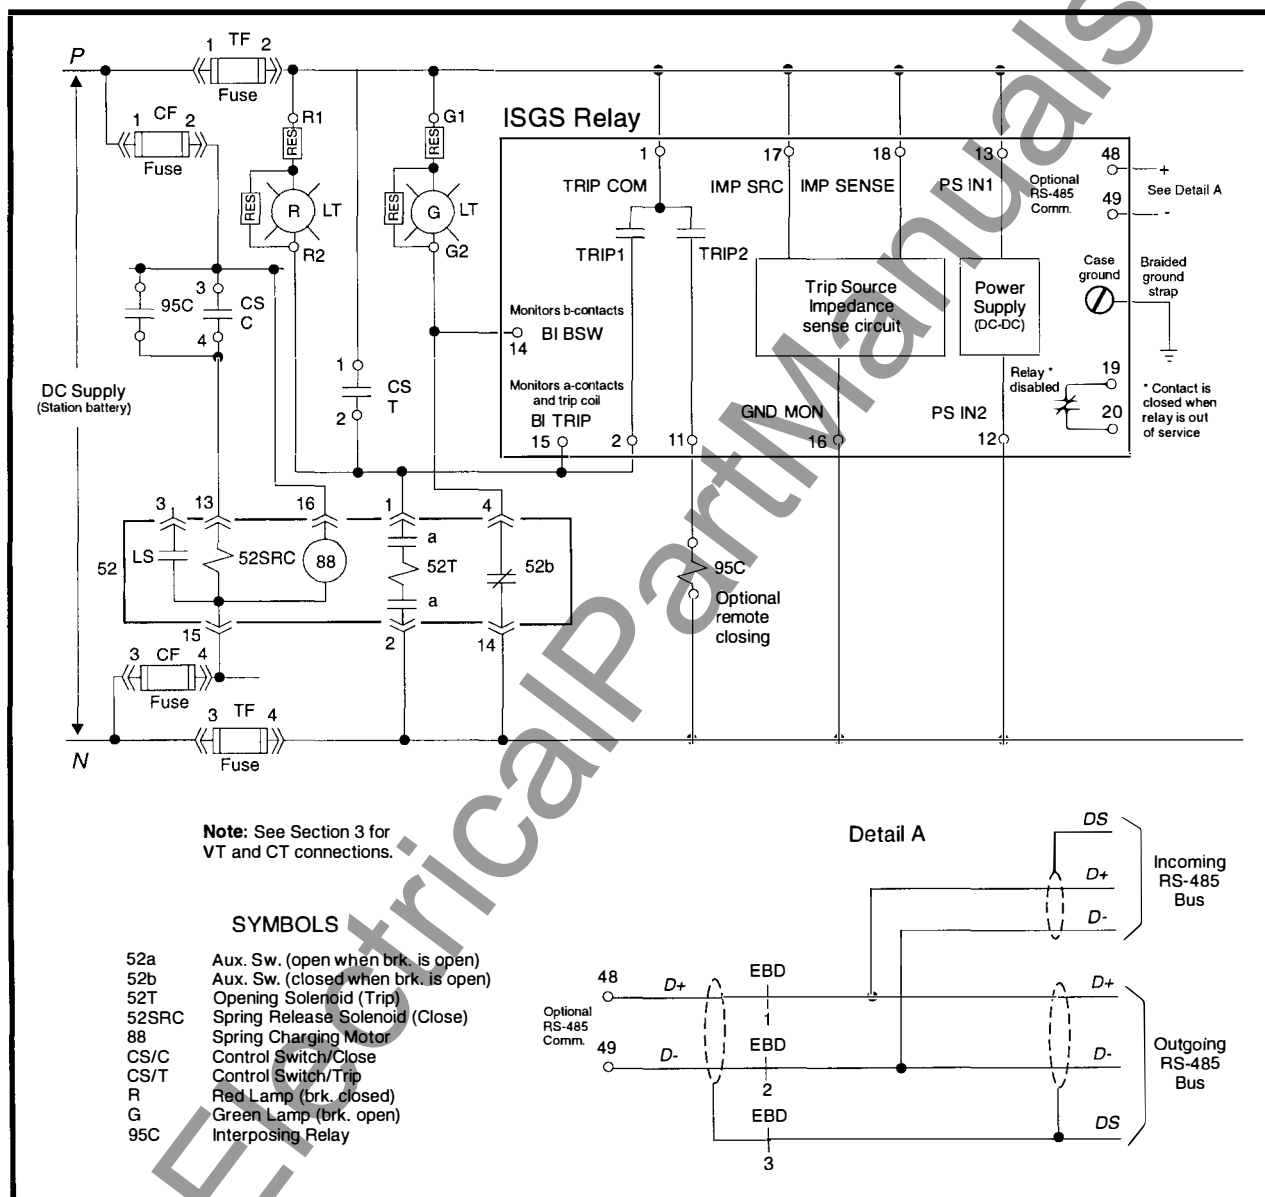 P
1 TF 2
Fuse
1 CF 2
Fuse
R1
RES
RES
R
LT
R2
G1
RES
RES
G
LT
G2
ISGS Relay
1
17
18
13
48
49
TRIP COM
IMP SRC
IMP SENSE
PS IN1
Optional
RS-485
Comm.
+
See Detail A
-
TRIP1
TRIP2
Trip Source
Impedance
sense circuit
Power
Supply
(DC-DC)
Case
ground
Braided
ground
strap
95C
3
CS
C
4
Monitors b-contacts
14
BI BSW
Monitors a-contacts
and trip coil
BI TRIP
15
2
11
GND MON
16
PS IN2
12
Relay *
disabled
19
20
* Contact is
closed when
relay is out
of service
1
CS
T
2
DC Supply
(Station battery)
3
13
16
1
4
52
LS
52SRC
88
a
52T
a
52b
15
2
14
95C
Optional
remote
closing
3 CF 4
Fuse
3 TF 4
Fuse
N
Note: See Section 3 for
VT and CT connections.
SYMBOLS
52a Aux. Sw. (open when brk. is open)
52b Aux. Sw. (closed when brk. is open)
52T Opening Solenoid (Trip)
52SRC Spring Release Solenoid (Close)
88 Spring Charging Motor
CS/C Control Switch/Close
CS/T Control Switch/Trip
R Red Lamp (brk. closed)
G Green Lamp (brk. open)
95C Interposing Relay
Detail A
DS
D+
D-
Incoming
RS-485
Bus
48
D+
EBD
1
D+
Optional
RS-485
Comm.
49
D-
EBD
2
D-
Outgoing
RS-485
Bus
EBD
3
DS
ElectricalPartManuals